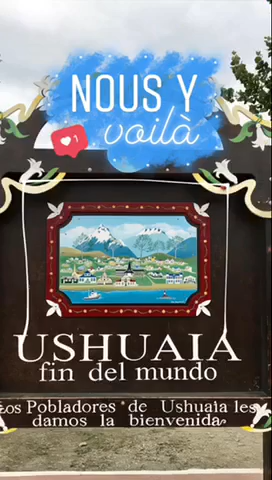 NOUS Y
voilà
1
USHUAIA
fin del mundo
Los Pobladores de Ushuaia les
damos la bienvenida